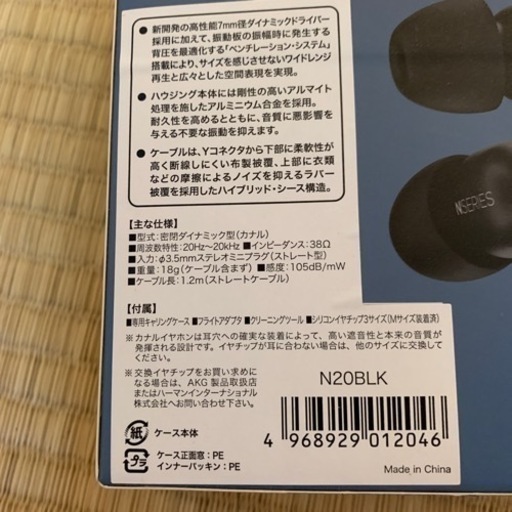 ● 新開発の高性能7mm径ダイナミックドライバー
採用に加えて、振動板の振幅時に発生する
背圧を最適化する「ベンチレーション・システム」
搭載により、サイズを感じさせないワイドレンジ
再生と広々とした空間表現を実現。
● ハウジング本体には剛性の高いアルマイト
処理を施したアルミニウム合金を採用。
耐久性を高めるとともに、音質に悪影響を
与える不要な振動を抑えます。
● ケーブルは、Yコネクタから下部に柔軟性が
高く断線しにくい布製被覆、上部に衣類
などの摩擦によるノイズを抑えるラバー
被覆を採用したハイブリッド・シース構造。
【主な仕様】
■型式:密閉ダイナミック型(カナル)
■周波数特性:20Hz〜20kHz ■インピーダンス:38Ω
■入力:φ3.5mmステレオミニプラグ(ストレート型)
■重量:18g(ケーブル含まず) ■感度:105dB/mW
■ケーブル長:1.2m(ストレートケーブル)
【付属】
■専用キャリングケース ■フライトアダプタ ■クリーニングツール ■シリコンイヤチップ3サイズ(Mサイズ装着済)
※カナルイヤホンは耳穴への確実な装着によって、高い遮音性と本来の音質が
発揮される設計です。イヤチップが耳に合わない場合は、他のサイズに交換して
ください。
※交換イヤチップをお買い求めに
なる場合は、AKG 製品取扱店
またはハーマンインターナショナル
株式会社へお問い合わせください。
紙 ケース本体
プラ ケース正面窓:PE
インナーパッキン:PE
N20BLK
4 968929 012046
Made in China
N SERIES